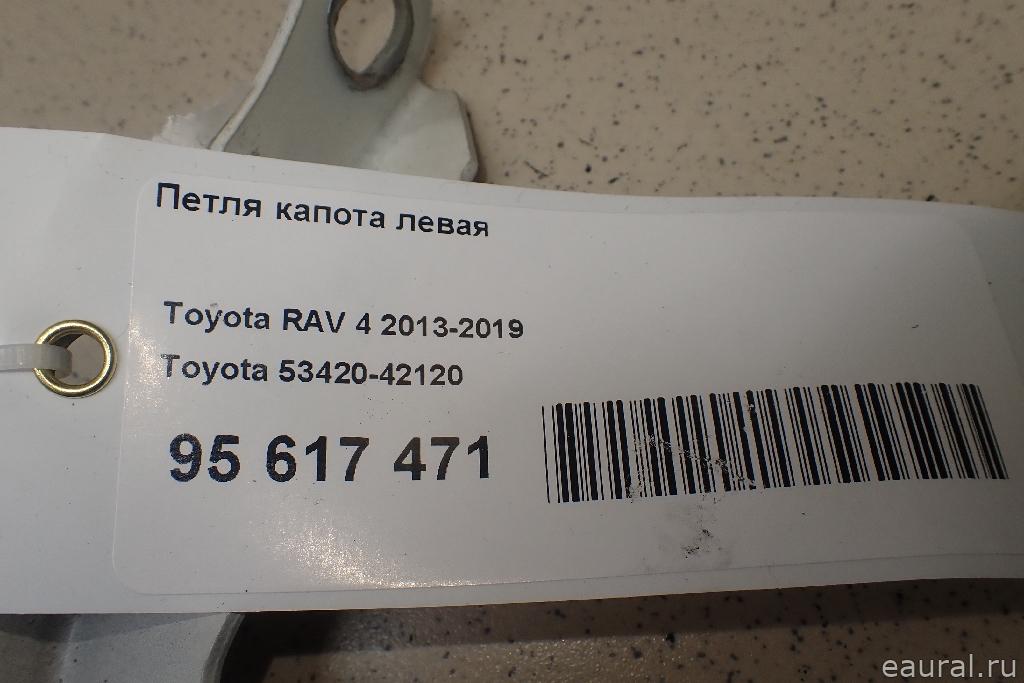 Петля капота левая
Toyota RAV 4 2013-2019
Toyota 53420-42120
95 617 471
eaural.ru